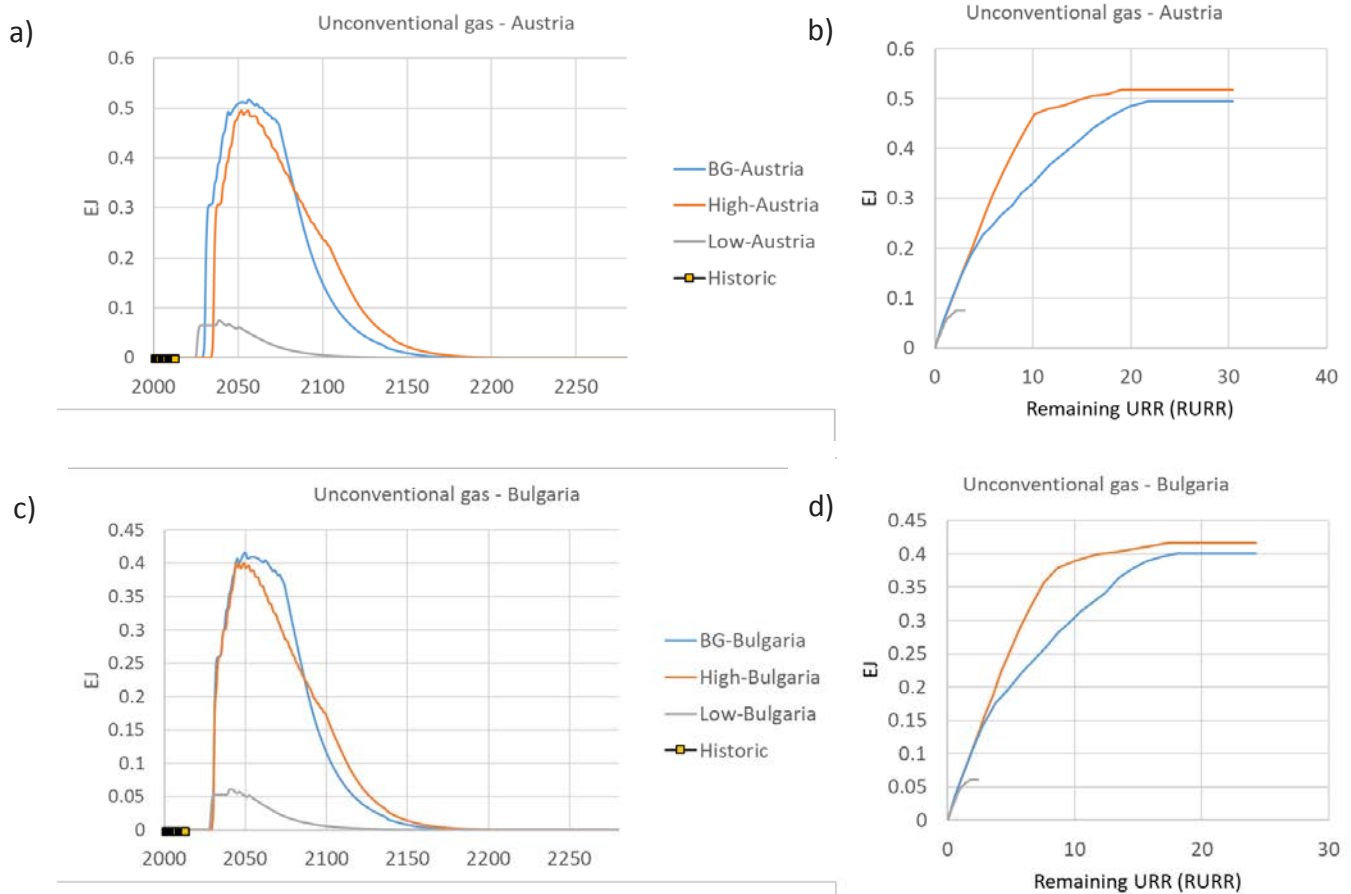 a)
Unconventional gas - Austria
0.6
0.5
0.4
0.3
0.2
0.1
0
EJ
2000 2050 2100 2150 2200 2250
BG-Austria
High-Austria
Low-Austria
Historic
b)
Unconventional gas - Austria
0.6
0.5
0.4
0.3
0.2
0.1
0
EJ
0 10 20 30 40
Remaining URR (RURR)
c)
Unconventional gas - Bulgaria
0.45
0.4
0.35
0.3
0.25
0.2
0.15
0.1
0.05
0
EJ
2000 2050 2100 2150 2200 2250
BG-Bulgaria
High-Bulgaria
Low-Bulgaria
Historic
d)
Unconventional gas - Bulgaria
0.45
0.4
0.35
0.3
0.25
0.2
0.15
0.1
0.05
0
EJ
0 10 20 30
Remaining URR (RURR)